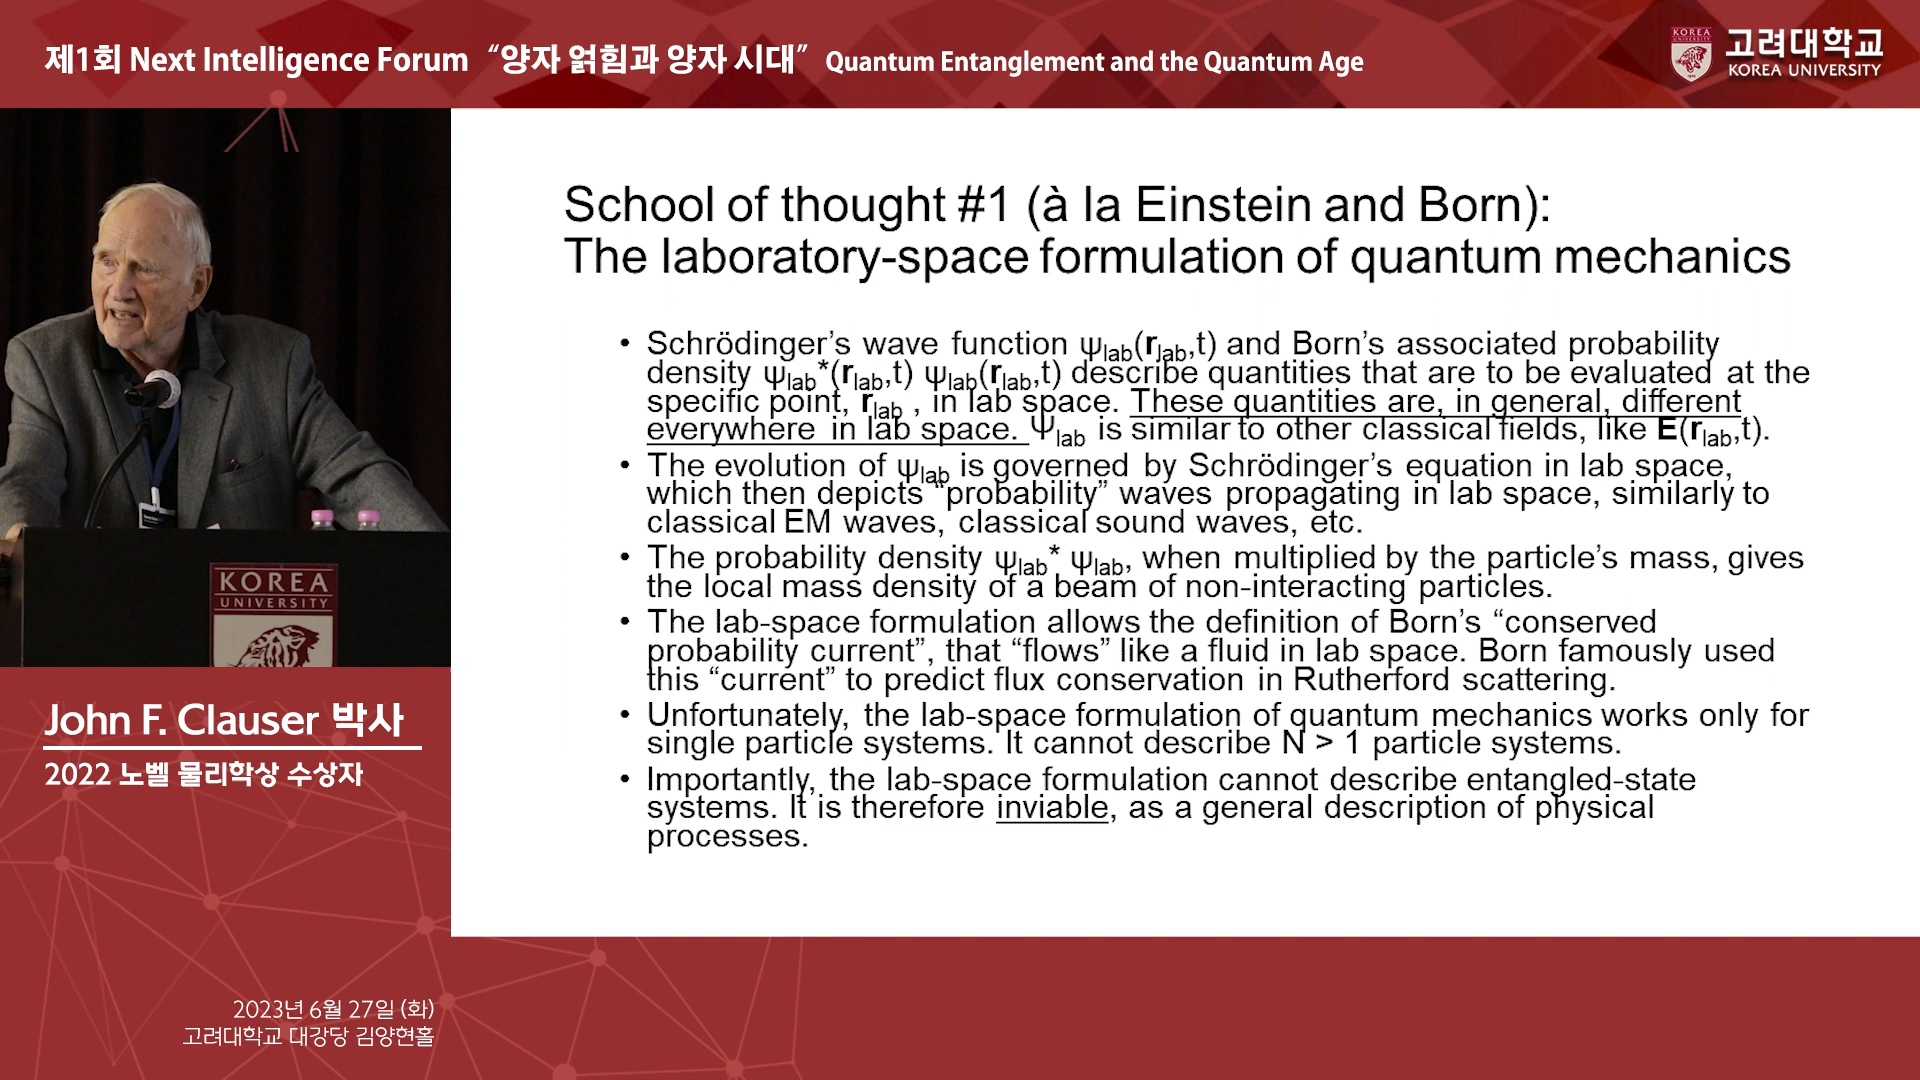 제1회 Next Intelligence Forum “양자 얽힘과 양자 시대” Quantum Entanglement and the Quantum Age
KOREA
UNIVERSITY
고려대학교
KOREA UNIVERSITY
School of thought #1 (à la Einstein and Born):
The laboratory-space formulation of quantum mechanics
• Schrödinger’s wave function ψlab(rlab,t) and Born’s associated probability
density ψlab*(rlab,t) ψlab(rlab,t) describe quantities that are to be evaluated at the
specific point, rlab , in lab space. These quantities are, in general, different
everywhere in lab space. Ψlab is similar to other classical fields, like E(rlab,t).
• The evolution of ψlab is governed by Schrödinger’s equation in lab space,
which then depicts “probability” waves propagating in lab space, similarly to
classical EM waves, classical sound waves, etc.
• The probability density ψlab* ψlab, when multiplied by the particle’s mass, gives
the local mass density of a beam of non-interacting particles.
• The lab-space formulation allows the definition of Born’s “conserved
probability current”, that “flows” like a fluid in lab space. Born famously used
this “current” to predict flux conservation in Rutherford scattering.
• Unfortunately, the lab-space formulation of quantum mechanics works only for
single particle systems. It cannot describe N > 1 particle systems.
• Importantly, the lab-space formulation cannot describe entangled-state
systems. It is therefore inviable, as a general description of physical
processes.
KOREA
UNIVERSITY
John F. Clauser 박사
2022 노벨 물리학상 수상자
2023년 6월 27일 (화)
고려대학교 대강당 김양현홀